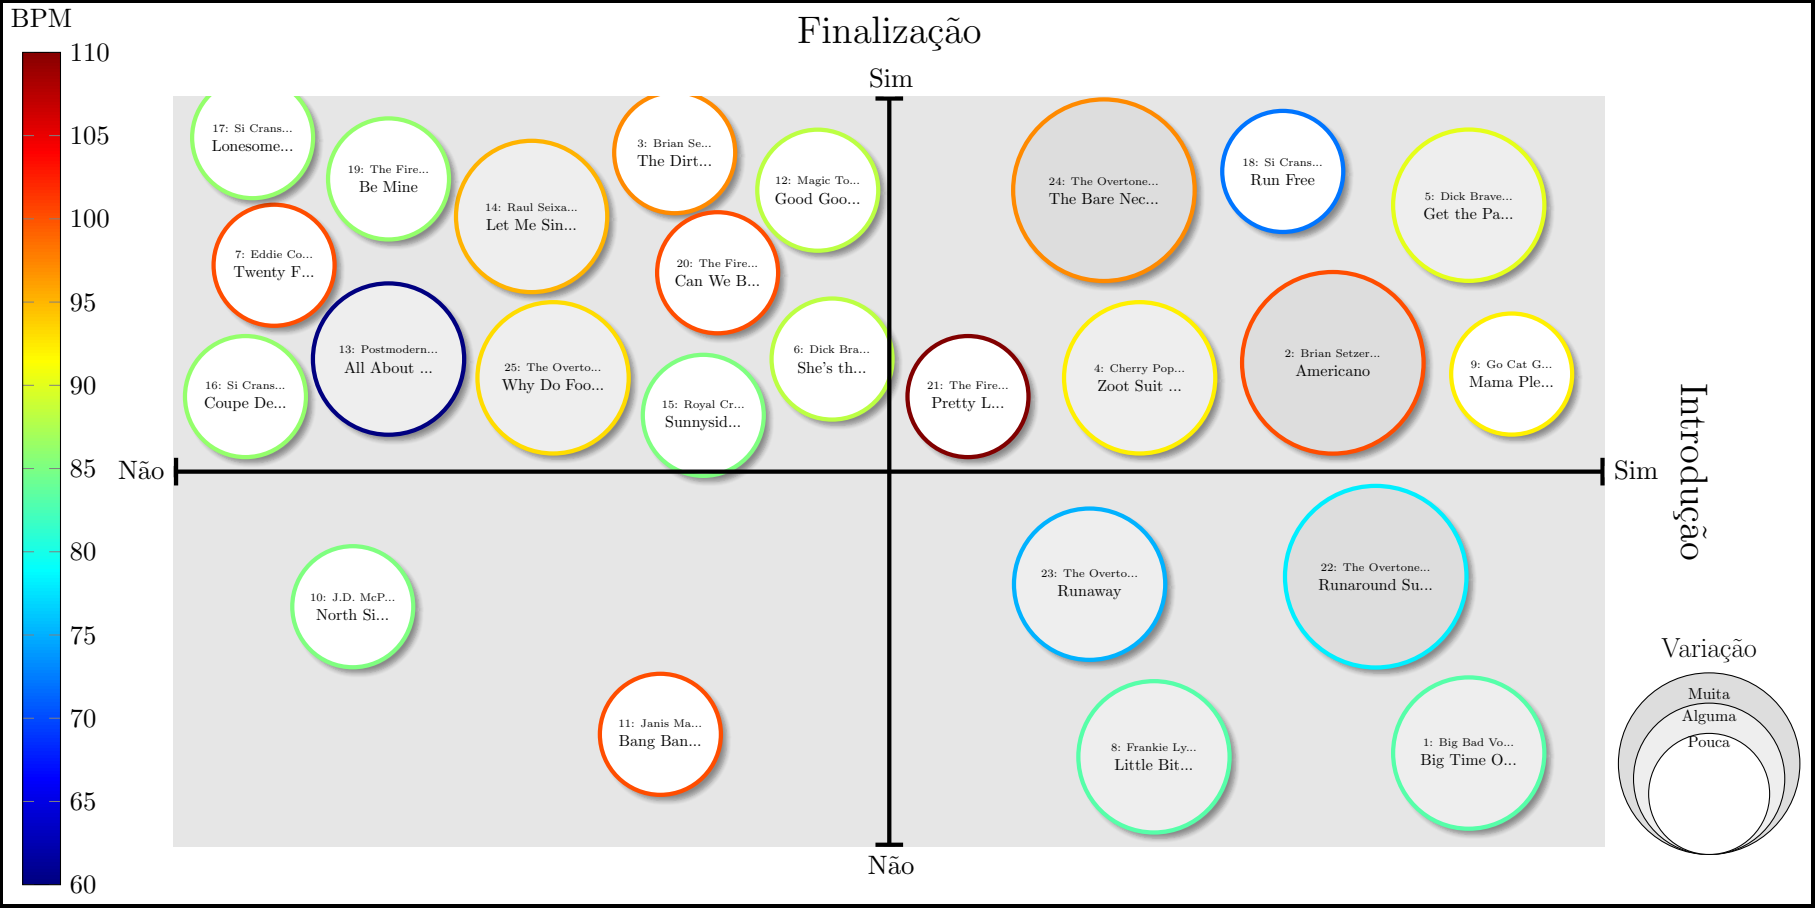 BPM
110
105
100
95
90
85
80
75
70
65
60
Finalização
Sim
17: Si Crans...
Lonesome...
19: The Fire...
Be Mine
14: Raul Seixa...
Let Me Sin...
3: Brian Se...
The Dirt...
12: Magic To...
Good Goo...
7: Eddie Co...
Twenty F...
20: The Fire...
Can We B...
13: Postmodern...
All About ...
25: The Overto...
Why Do Foo...
6: Dick Bra...
She's th...
16: Si Crans...
Coupe De...
15: Royal Cr...
Sunnysid...
24: The Overtone...
The Bare Nec...
18: Si Crans...
Run Free
5: Dick Brave...
Get the Pa...
21: The Fire...
Pretty L...
4: Cherry Pop...
Zoot Suit ...
2: Brian Setzer...
Americano
9: Go Cat G...
Mama Ple...
Não
Sim
Introdução
10: J.D. McP...
North Si...
11: Janis Ma...
Bang Ban...
23: The Overto...
Runaway
22: The Overtone...
Runaround Su...
8: Frankie Ly...
Little Bit...
1: Big Bad Vo...
Big Time O...
Não
Variação
Muita
Alguma
Pouca